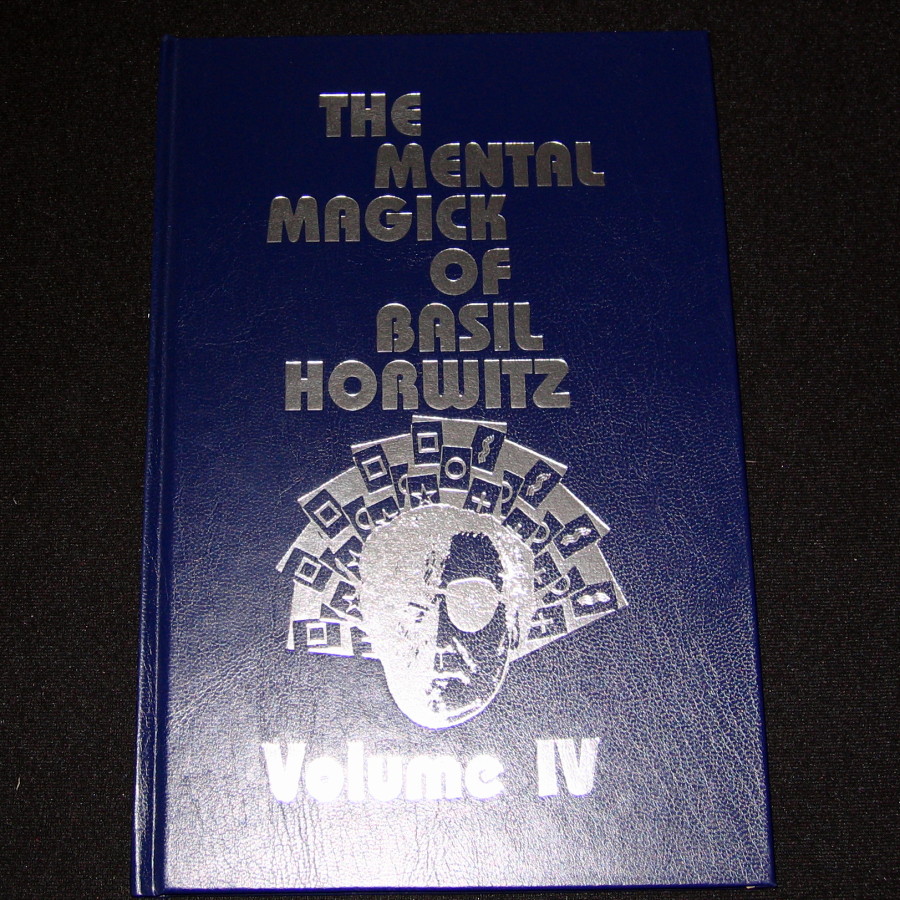 THE
MENTAL
MAGICK
OF
BASIL
HORWITZ
Volume IV